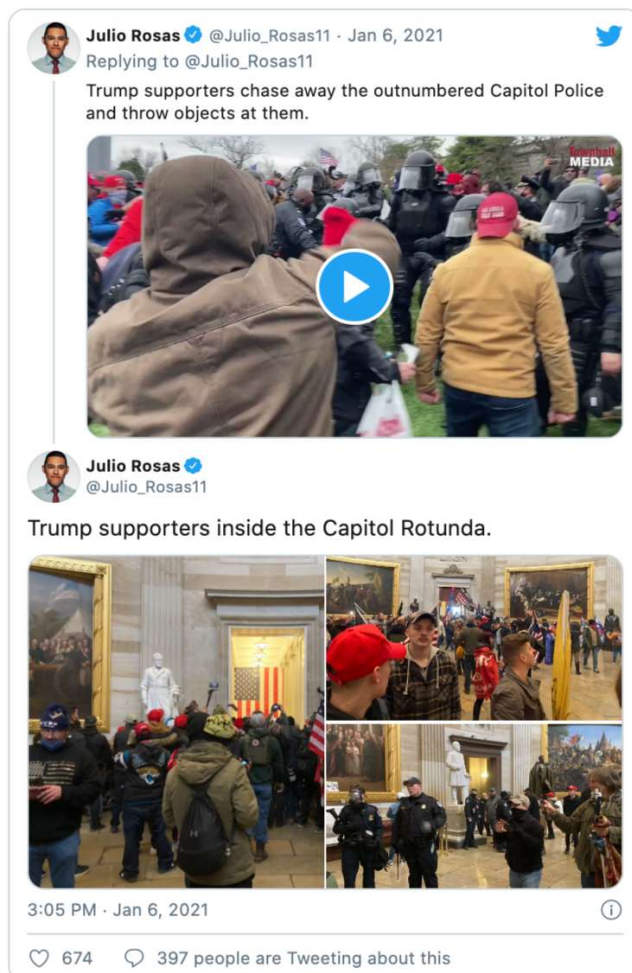 Julio Rosas @Julio_Rosas11 · Jan 6, 2021
Replying to @Julio_Rosas11
Trump supporters chase away the outnumbered Capitol Police
and throw objects at them.
Townhall
MEDIA
Julio Rosas
@Julio_Rosas11
Trump supporters inside the Capitol Rotunda.
3:05 PM · Jan 6, 2021
674
397 people are Tweeting about this